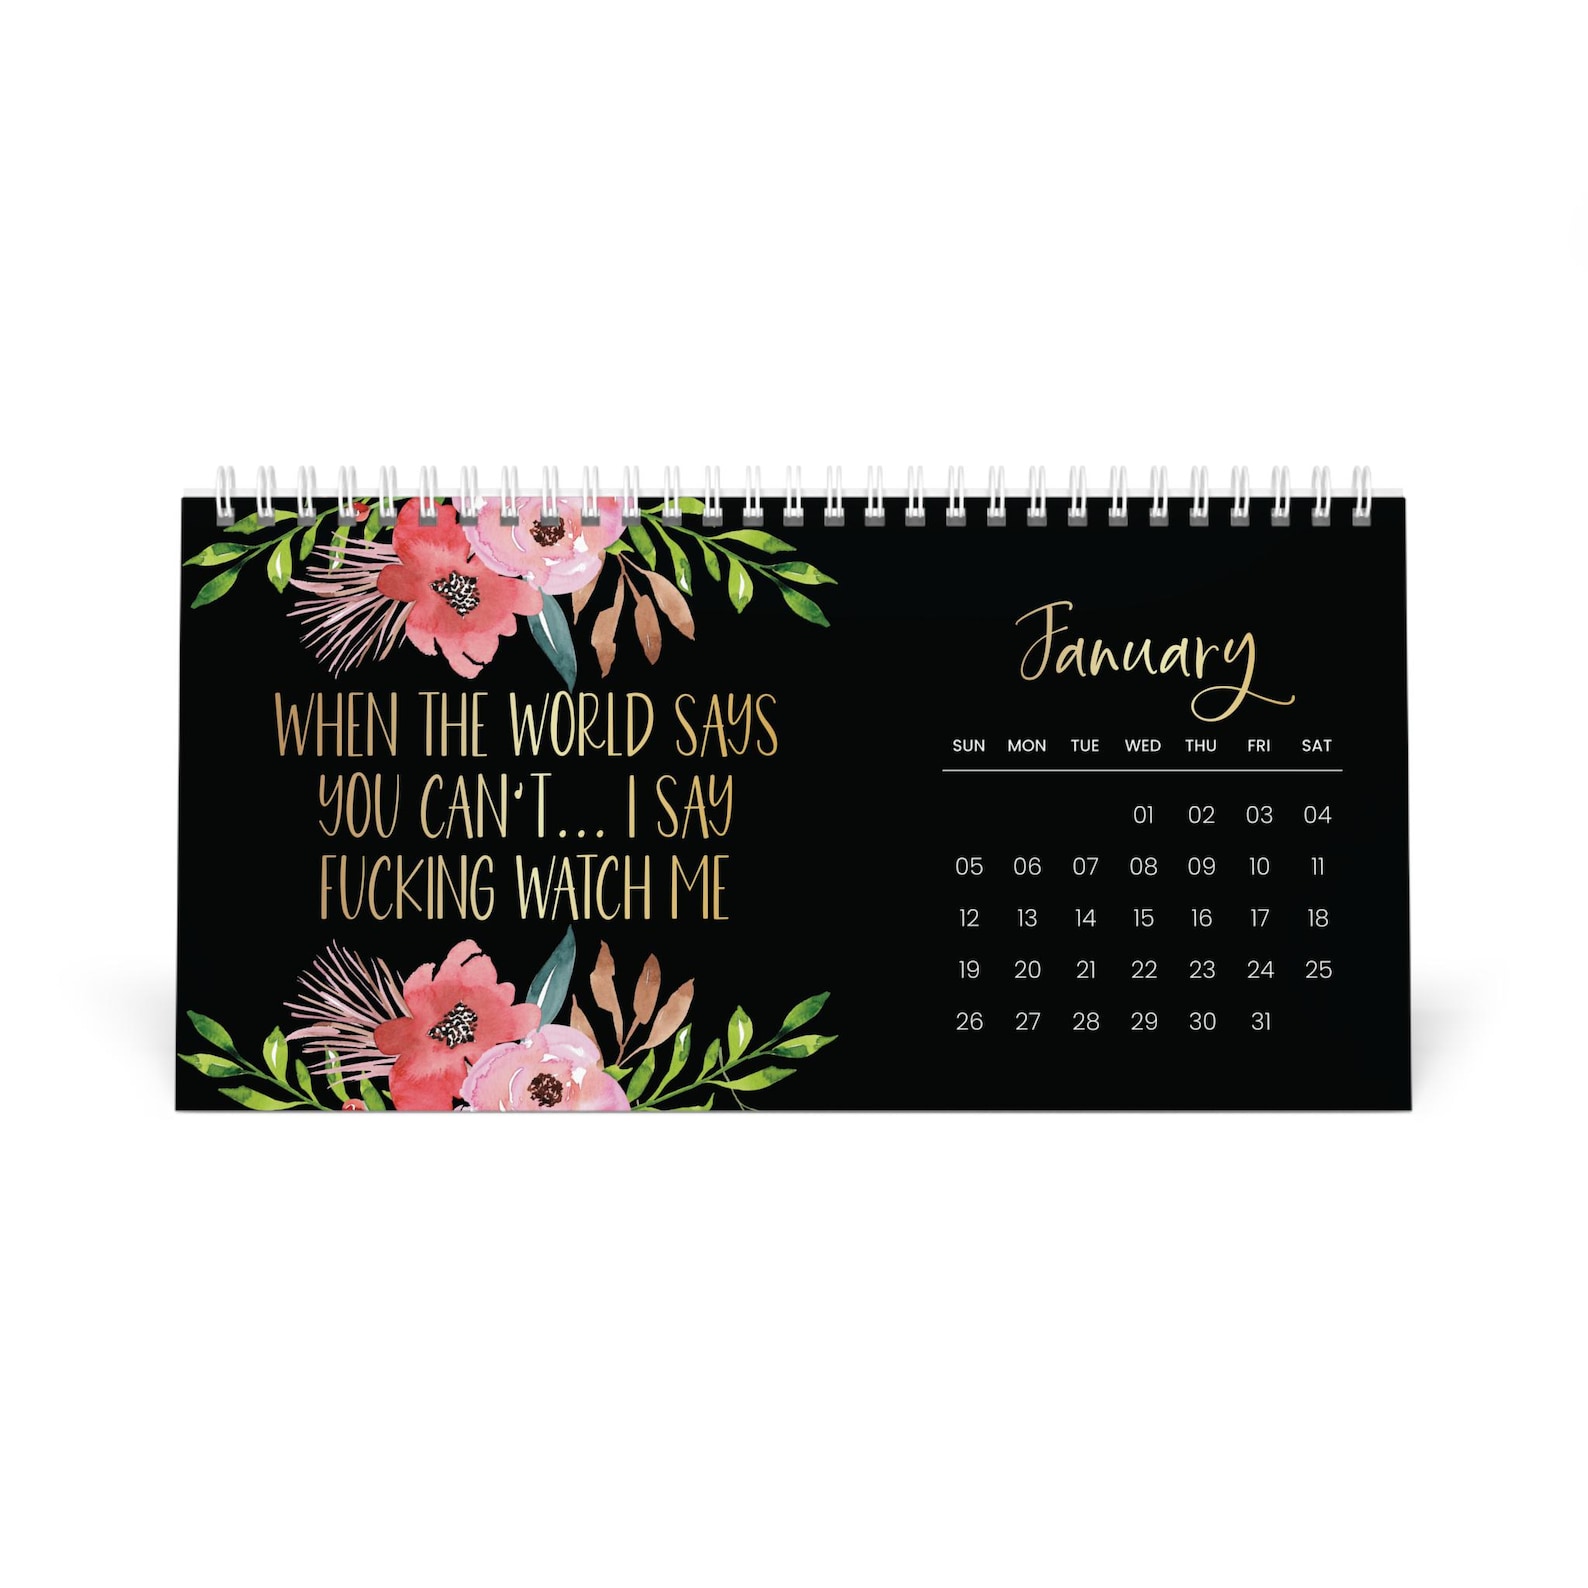 WHEN THE WORLD SAYS
YOU CAN'T... I SAY
FUCKING WATCH ME
January
SUN MON TUE WED THU FRI SAT
01 02 03 04
05 06 07 08 09 10 11
12 13 14 15 16 17 18
19 20 21 22 23 24 25
26 27 28 29 30 31